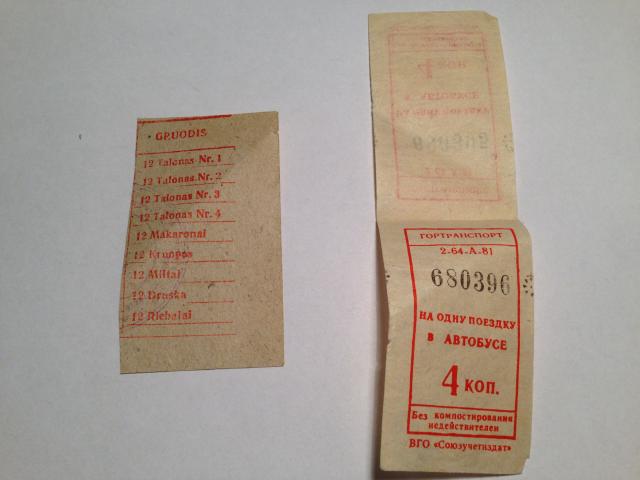 GRUODIS
12 Talonas Nr. 1
12 Talonas Nr. 2
12 Talonas Nr. 3
12 Talonas Nr. 4
12 Makaronai
12 Kruopos
12 Miltai
12 Druska
12 Riebalai
ГОРТРАНСПОРТ
2-64-А-81
680396
НА ОДНУ ПОЕЗДКУ
В АВТОБУСЕ
4 КОП.
Без компостирования
недействителен
ВГО «Союзучетиздат»